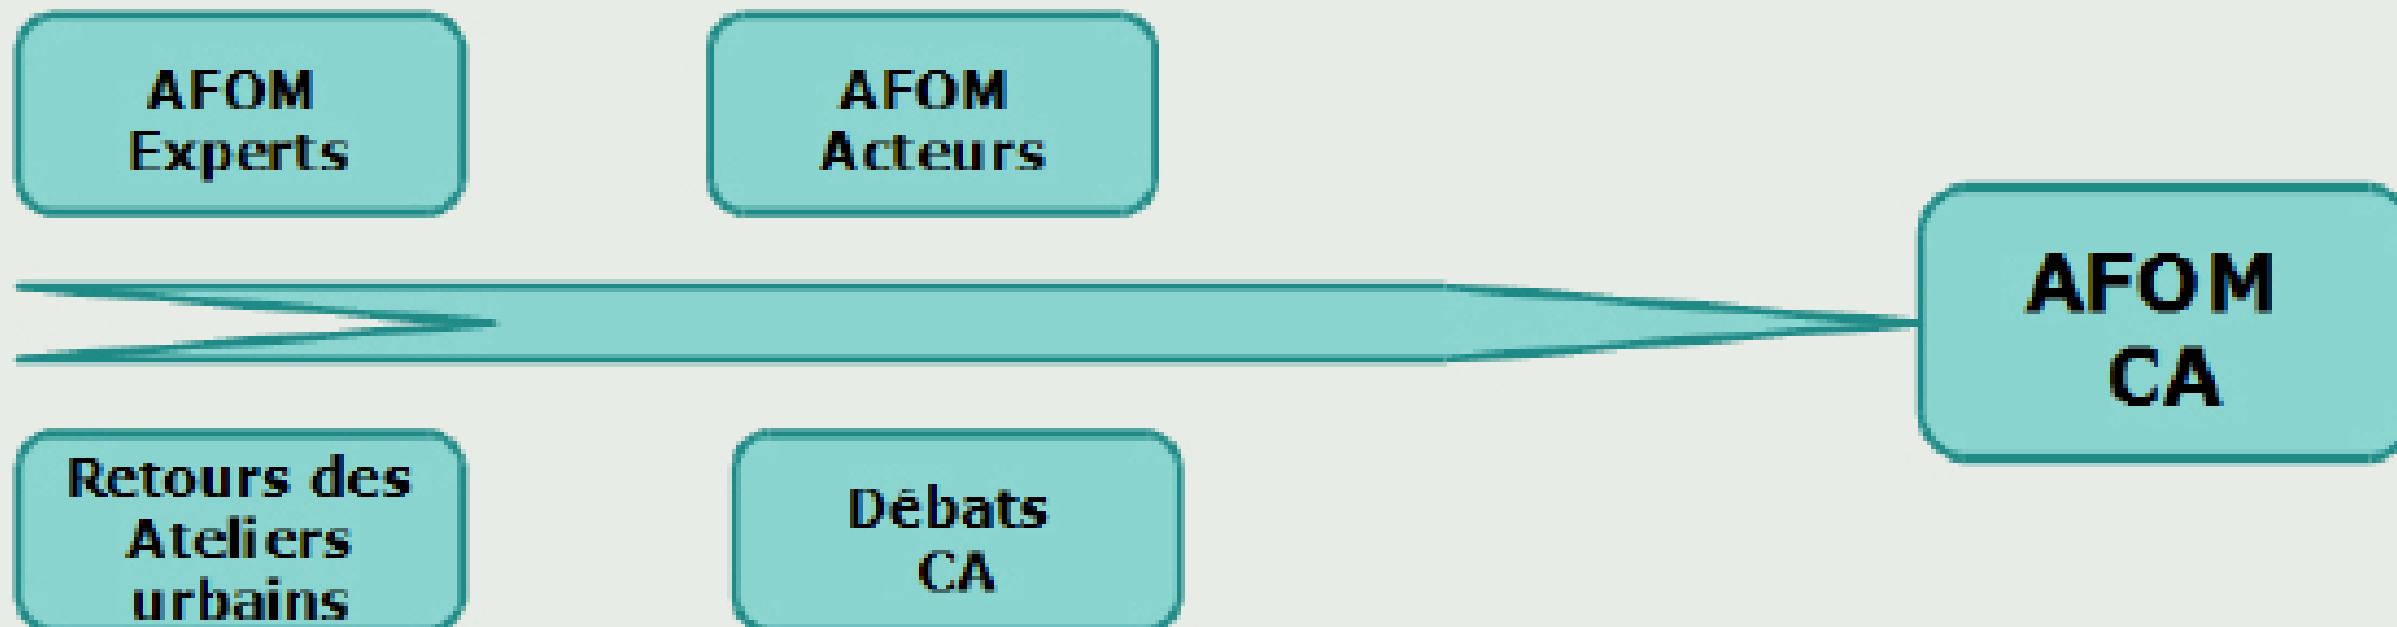 AFOM
Experts
AFOM
Acteurs
AFOM
CA
Retours des
Ateliers
urbains
Débats
CA